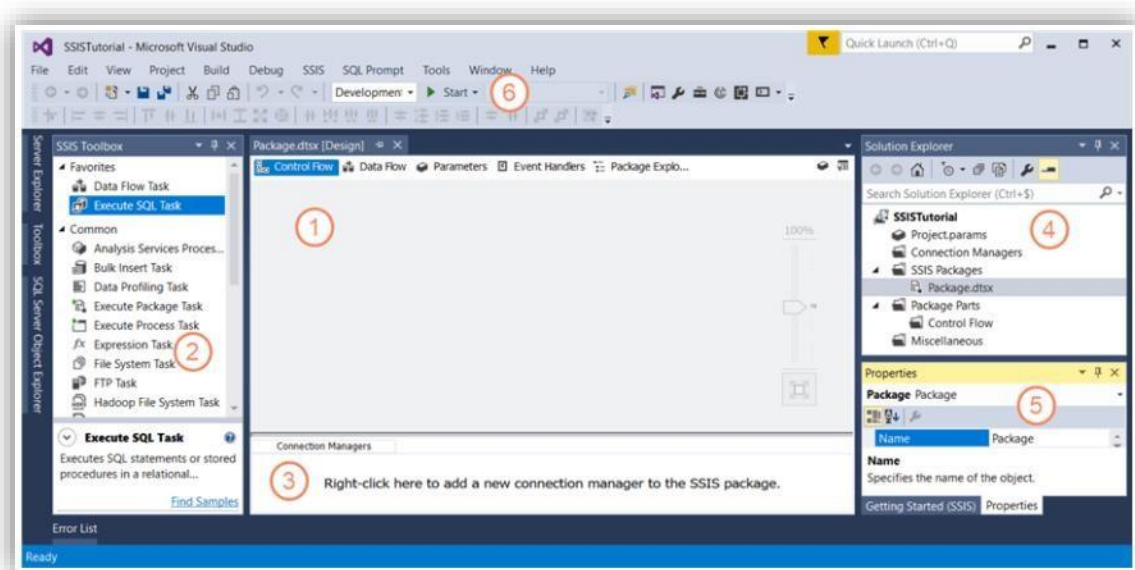 SSISTutorial - Microsoft Visual Studio
Quick Launch (Ctrl+Q)
File Edit View Project Build Debug SSIS SQL Prompt Tools Window Help
Developmen Start
6
Server Explorer
Toolbox
SQL Server Object Explorer
SSIS Toolbox
Favorites
Data Flow Task
Execute SQL Task
Common
Analysis Services Proces...
Bulk Insert Task
Data Profiling Task
Execute Package Task
Execute Process Task
Expression Task
2
File System Task
FTP Task
Hadoop File System Task
Execute SQL Task
Executes SQL statements or stored
procedures in a relational...
Find Samples
Package.dtsx [Design]
Control Flow Data Flow Parameters Event Handlers Package Explo...
1
100%
Connection Managers
3
Right-click here to add a new connection manager to the SSIS package.
Solution Explorer
Search Solution Explorer (Ctrl+$)
SSISTutorial
4
Project.params
Connection Managers
SSIS Packages
Package.dtsx
Package Parts
Control Flow
Miscellaneous
Properties
Package Package
5
Name Package
Name
Specifies the name of the object.
Getting Started (SSIS) Properties
Error List
Ready